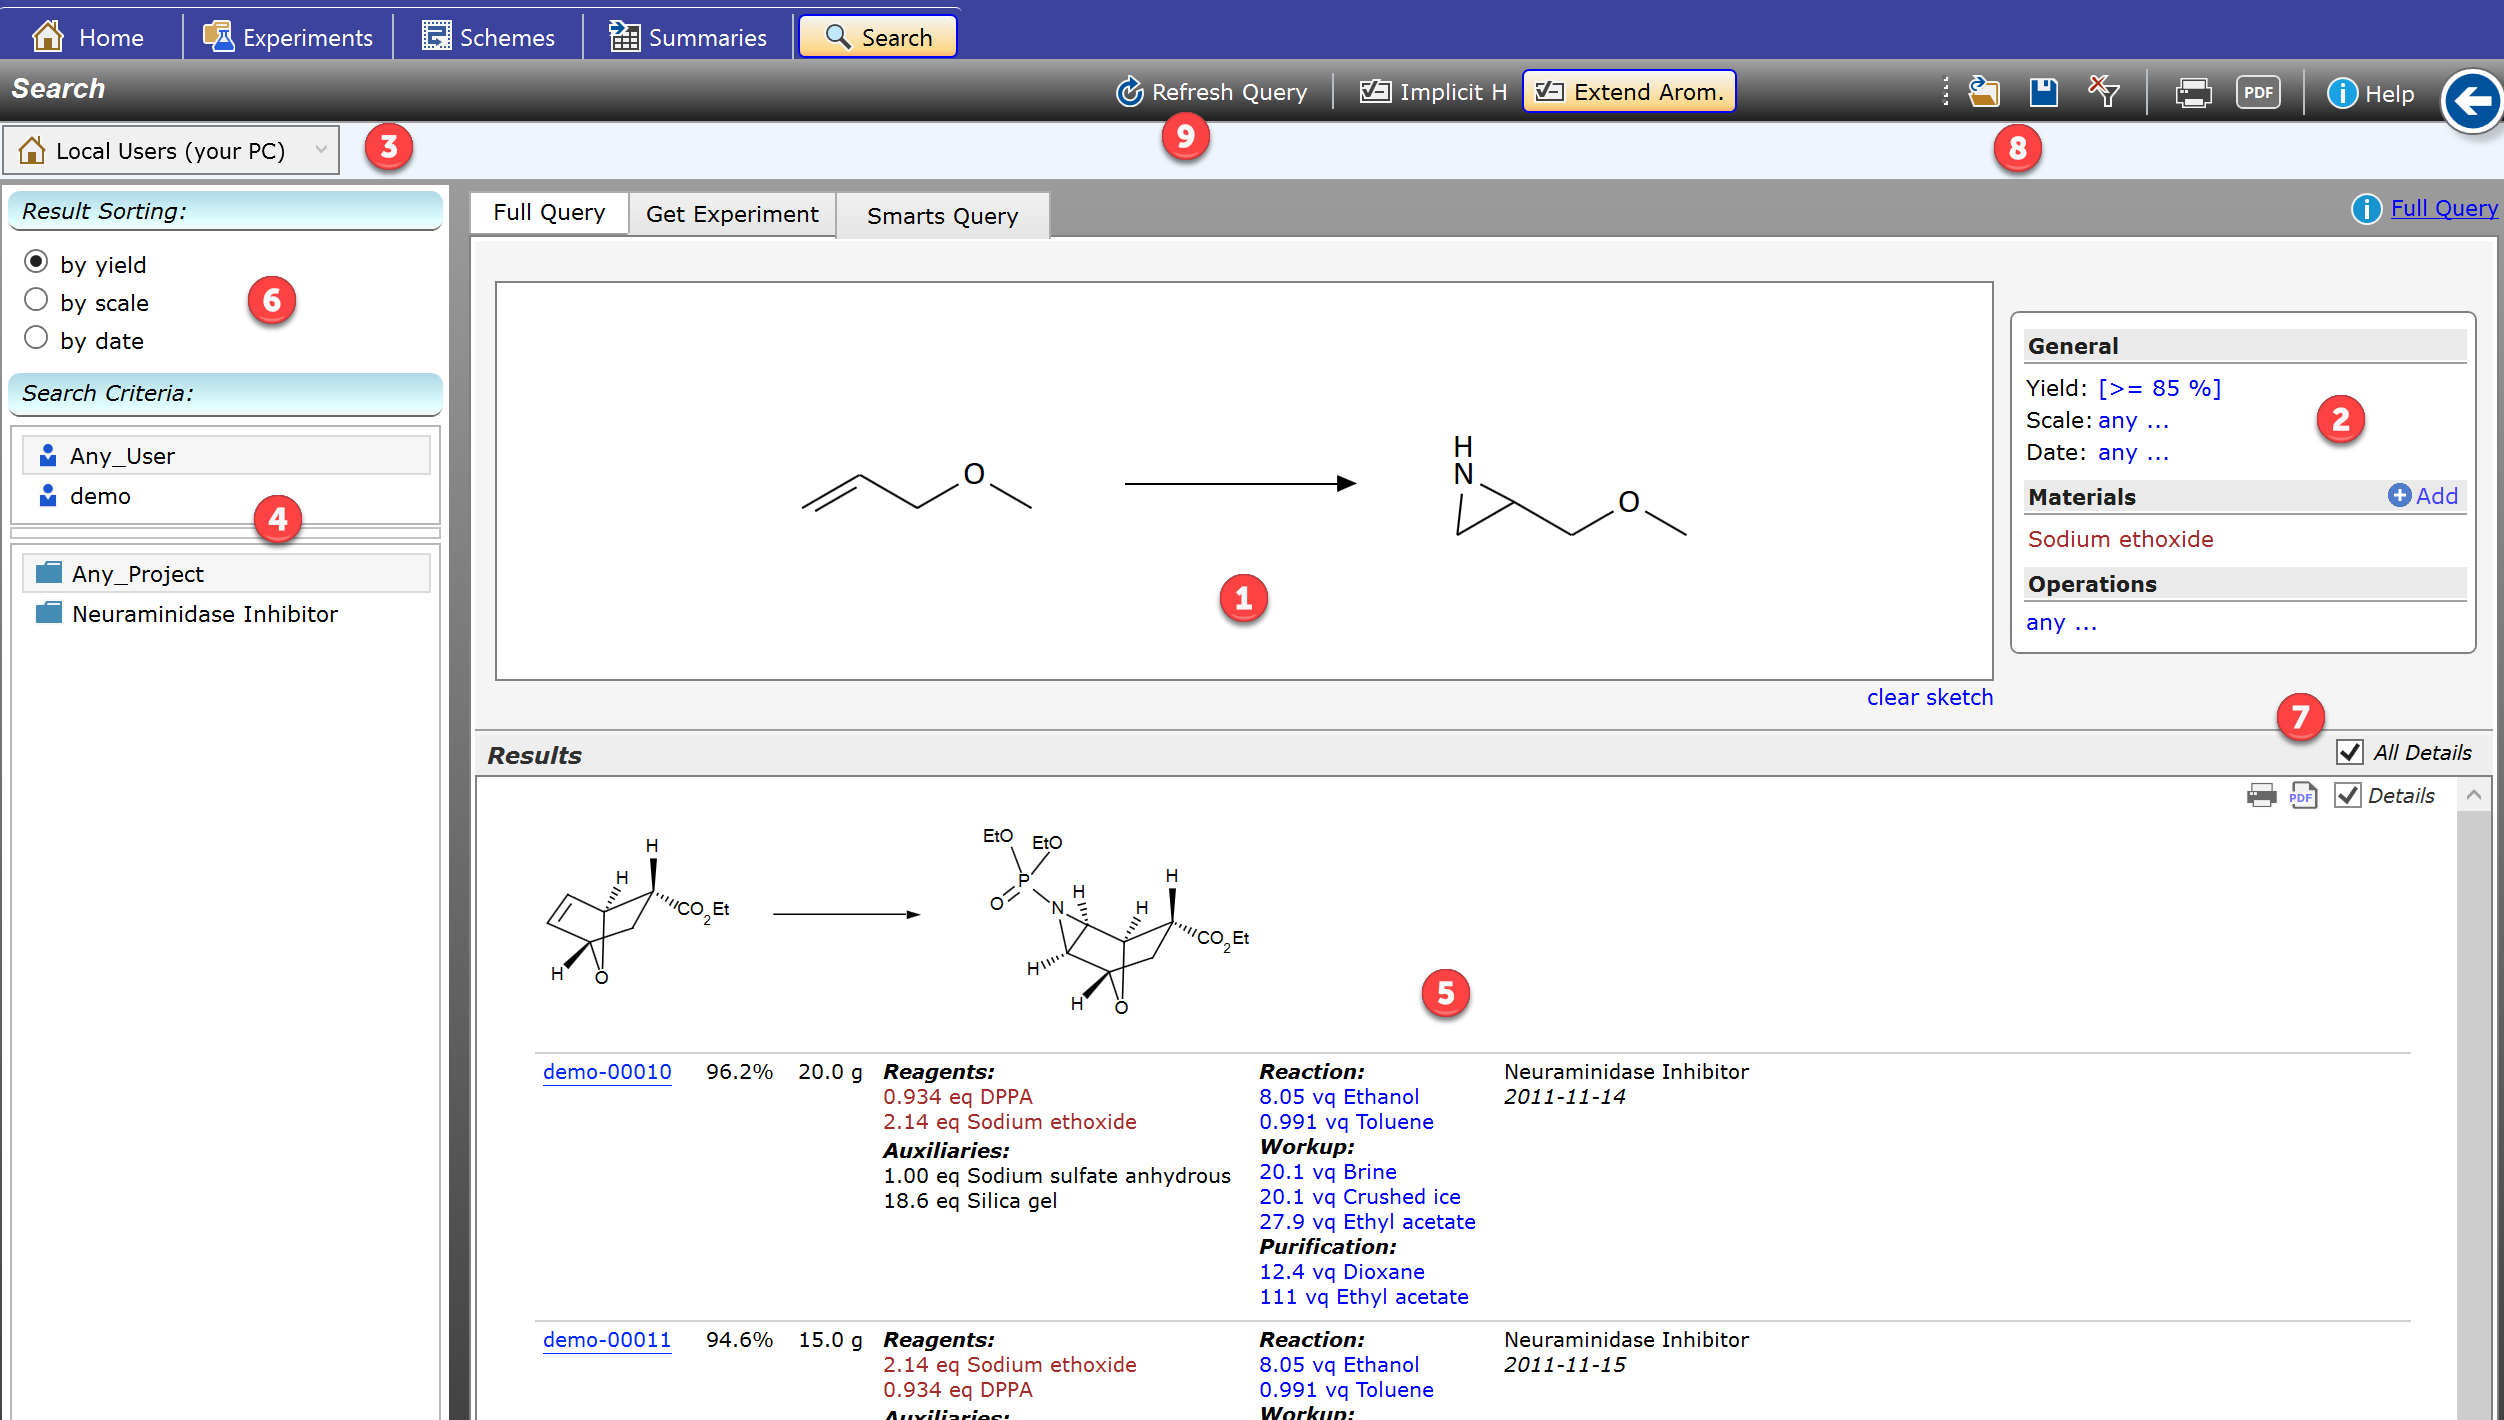 Home
Experiments
Schemes
Summaries
Search
Search
Refresh Query
Implicit H
Extend Arom.
PDF
Help
9
8
Local Users (your PC)
3
Result Sorting:
by yield
by scale
by date
6
Search Criteria:
Any_User
demo
4
Any_Project
Neuraminidase Inhibitor
Full Query
Get Experiment
Smarts Query
Full Query
O
H
N
O
1
General
Yield: [>= 85 %]
Scale: any ...
Date: any ...
2
Materials
Add
Sodium ethoxide
Operations
any ...
clear sketch
7
Results
All Details
PDF
Details
H
H
CO2Et
H
O
EtO
EtO
P
O
N
H
H
H
CO2Et
H
H
O
5
demo-00010 96.2% 20.0 g
Reagents:
0.934 eq DPPA
2.14 eq Sodium ethoxide
Auxiliaries:
1.00 eq Sodium sulfate anhydrous
18.6 eq Silica gel
Reaction:
8.05 vq Ethanol
0.991 vq Toluene
Workup:
20.1 vq Brine
20.1 vq Crushed ice
27.9 vq Ethyl acetate
Purification:
12.4 vq Dioxane
111 vq Ethyl acetate
Neuraminidase Inhibitor
2011-11-14
demo-00011 94.6% 15.0 g
Reagents:
2.14 eq Sodium ethoxide
0.934 eq DPPA
Auxiliaries:
Reaction:
8.05 vq Ethanol
0.991 vq Toluene
Workup:
Neuraminidase Inhibitor
2011-11-15